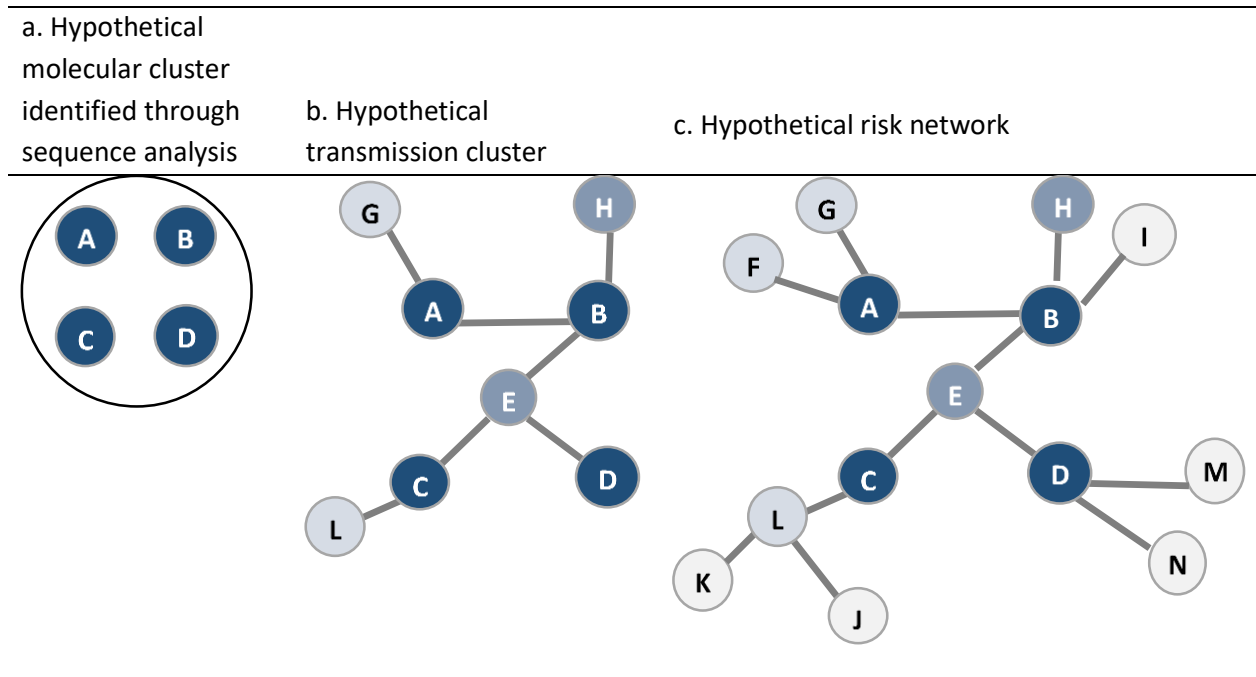 a. Hypothetical
molecular cluster
identified through
sequence analysis
b. Hypothetical
transmission cluster
c. Hypothetical risk network
A B
C D
G H
A B
E
C D
L
G H
I
F
A B
E
C D M
L
N
K
J